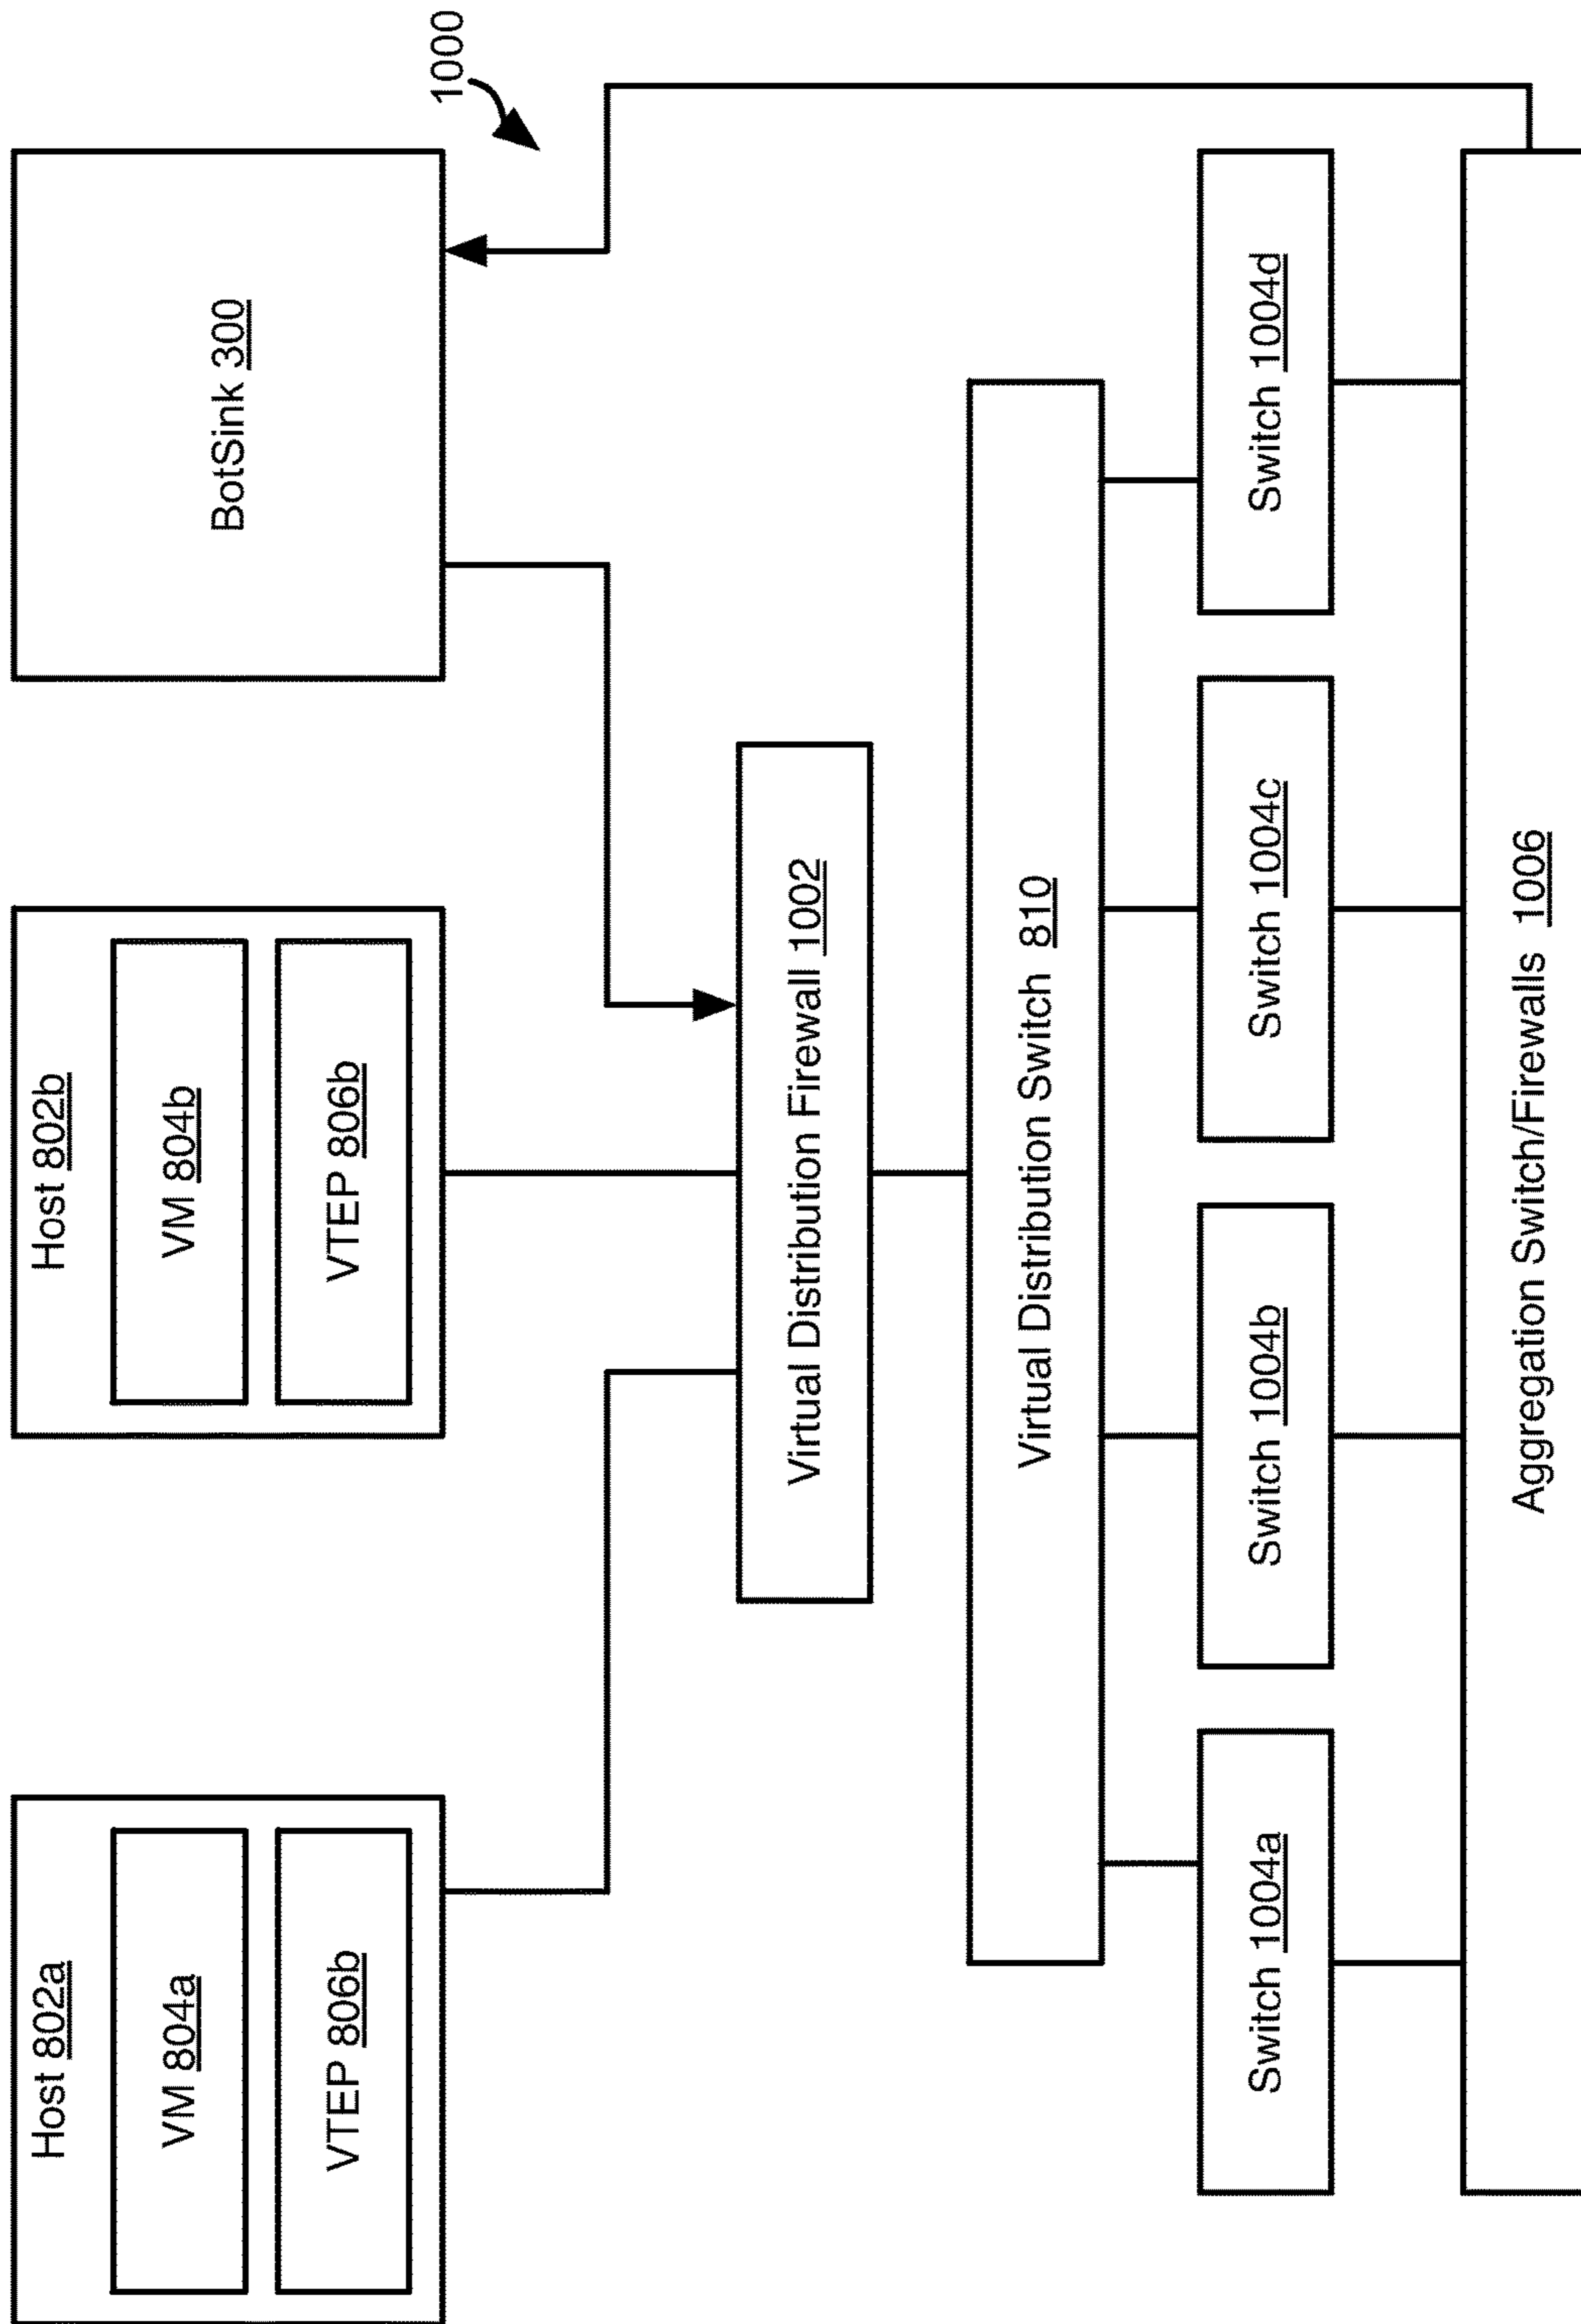 Host 802a
VM 804a
VTEP 806b
Host 802b
VM 804b
VTEP 806b
BotSink 300
1000
Virtual Distribution Firewall 1002
Virtual Distribution Switch 810
Switch 1004a
Switch 1004b
Switch 1004c
Switch 1004d
Aggregation Switch/Firewalls 1006